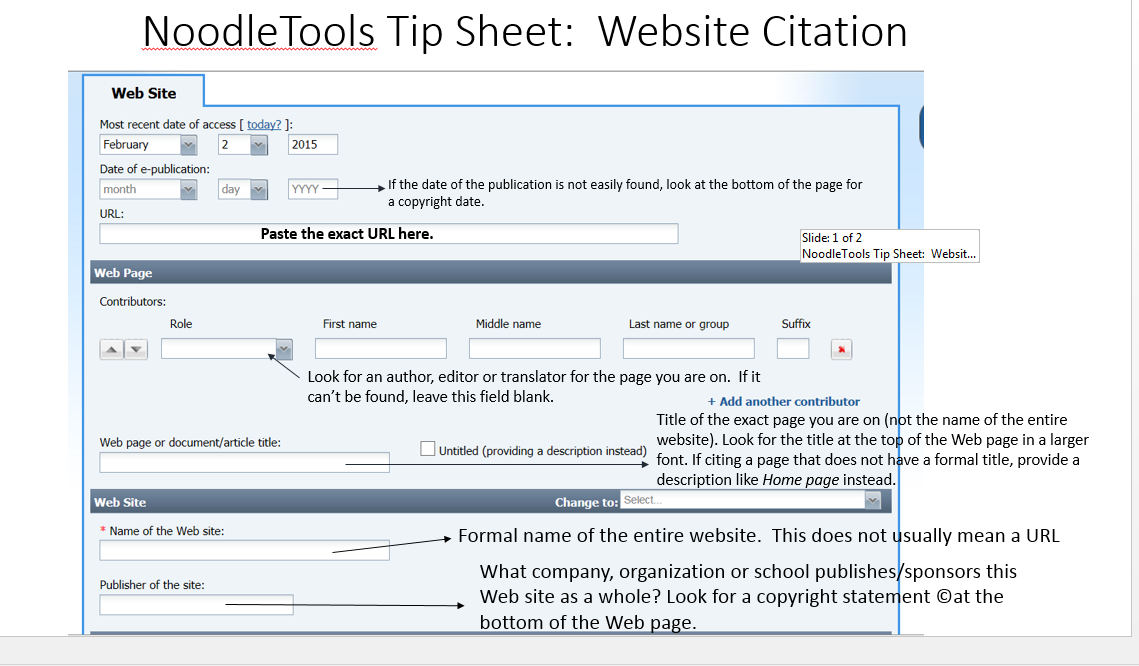 NoodleTools Tip Sheet:  Website Citation
Web Site
Most recent date of access [ today? ]:
February 2 2015
Date of e-publication:
month day YYYY
If the date of the publication is not easily found, look at the bottom of the page for
a copyright date.
URL:
Paste the exact URL here.
Slide: 1 of 2
NoodleTools Tip Sheet:  Websit...
Web Page
Contributors:
Role First name Middle name Last name or group Suffix
Look for an author, editor or translator for the page you are on.  If it
can’t be found, leave this field blank.
+ Add another contributor
Title of the exact page you are on (not the name of the entire
website). Look for the title at the top of the Web page in a larger
font. If citing a page that does not have a formal title, provide a
description like Home page instead.
Web page or document/article title:
Untitled (providing a description instead)
Web Site Change to: Select...
* Name of the Web site:
Formal name of the entire website.  This does not usually mean a URL
Publisher of the site:
What company, organization or school publishes/sponsors this
Web site as a whole? Look for a copyright statement ©at the
bottom of the Web page.